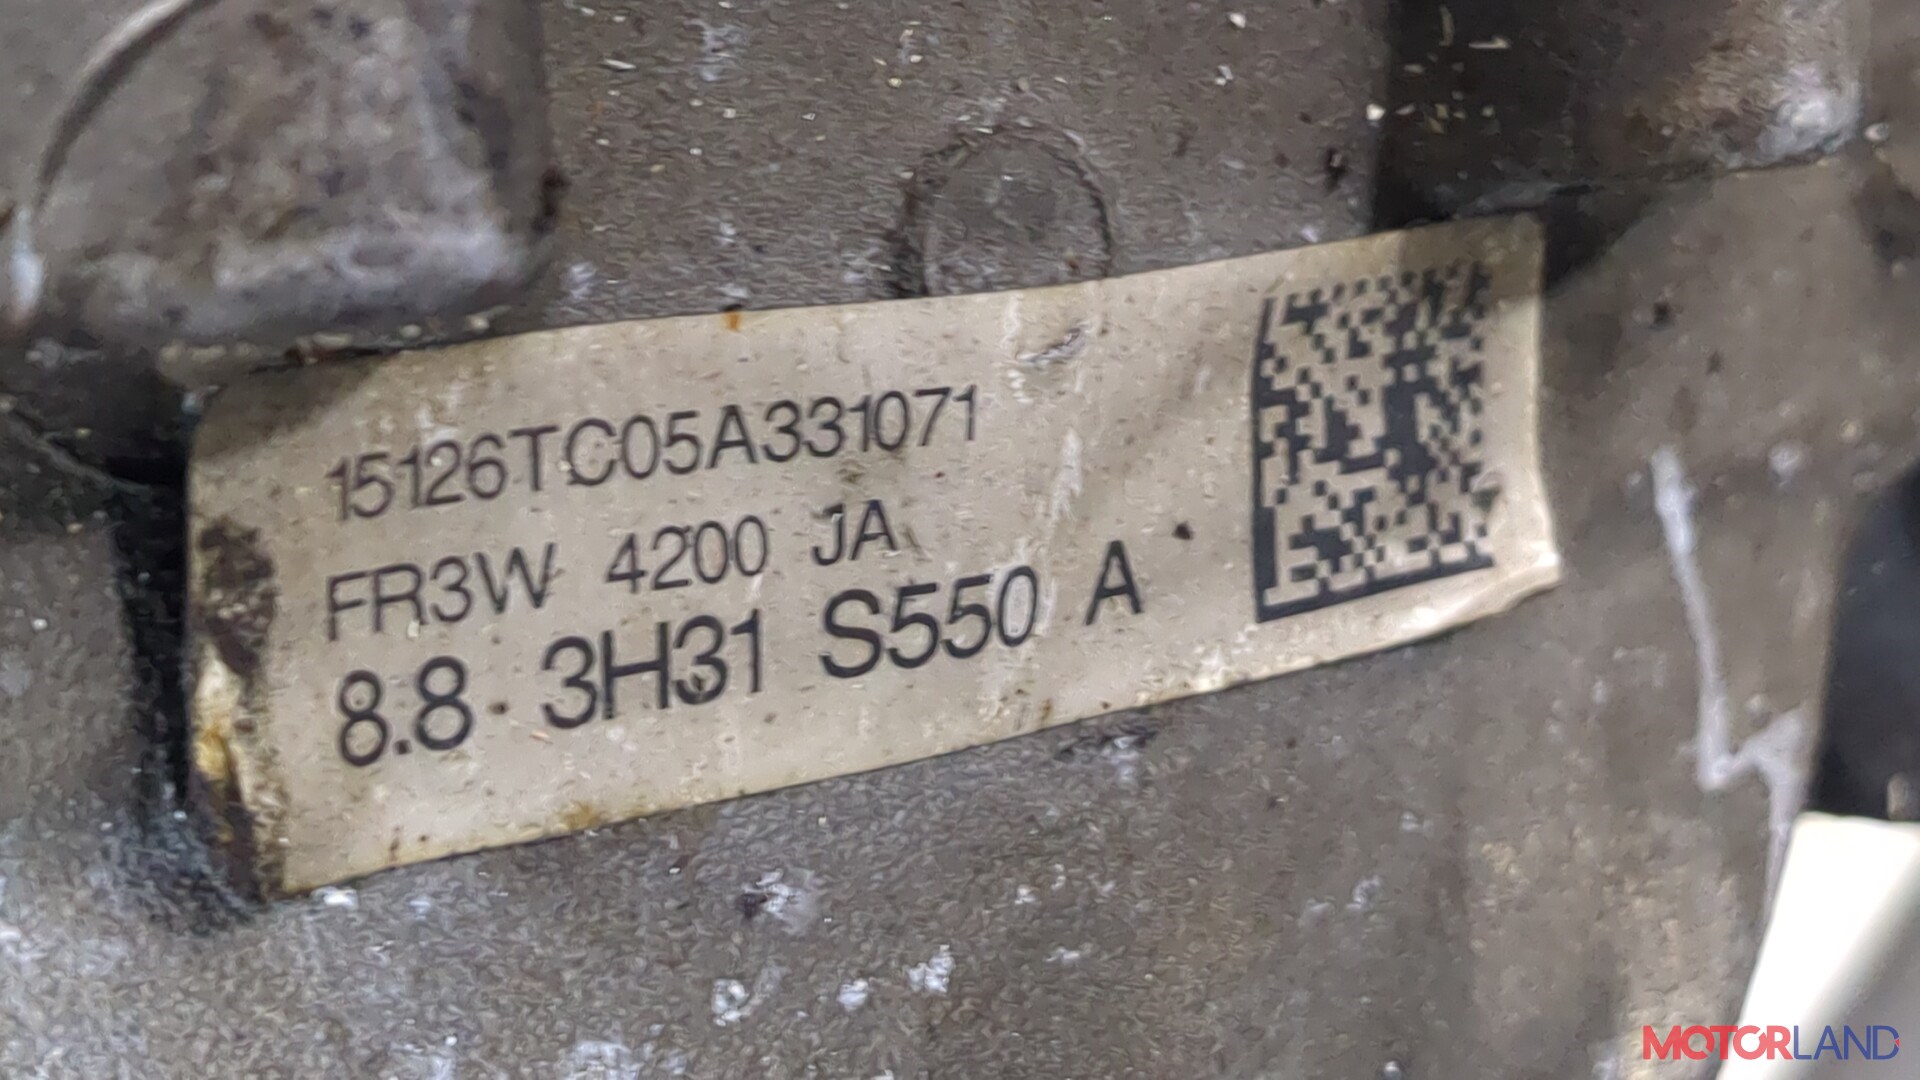 15126TC05A331071
FR3W 4200 JA
8.8 3H31 S550 A
MOTORLAND